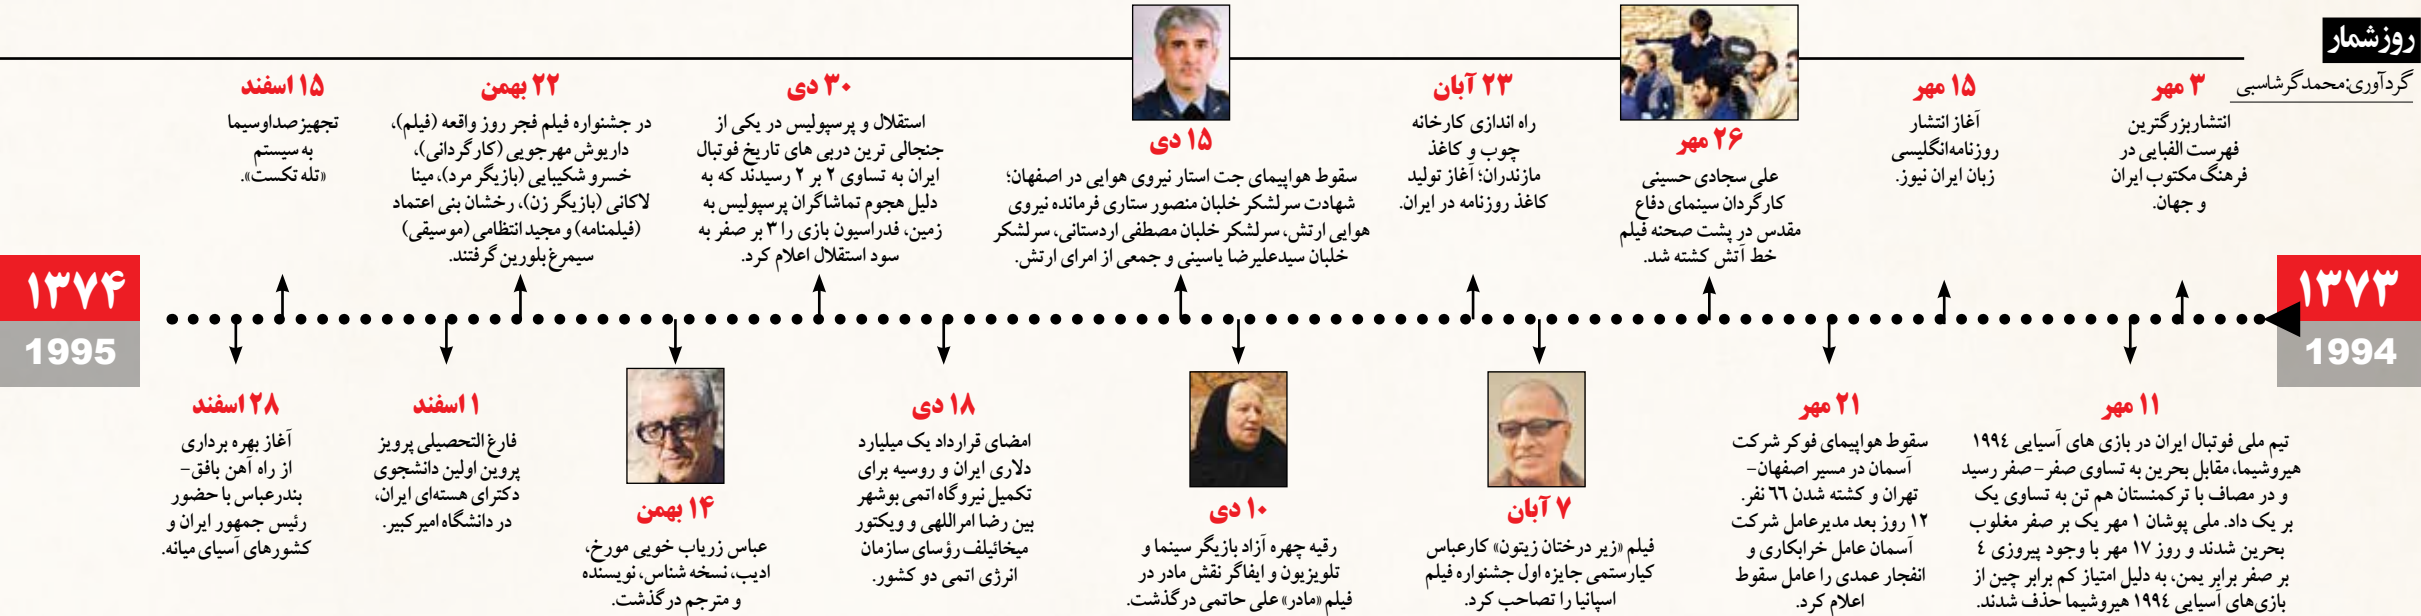 روزشمار
گردآوری:محمدگرشاسبی
۱۳۷۳
1994
۳ مهر
انتشاربزرگترین
فهرست الفبایی در
فرهنگ مکتوب ایران
و جهان.
۱۱ مهر
تیم ملی فوتبال ایران در بازی های آسیایی ۱۹۹٤
هیروشیما، مقابل بحرین به تساوی صفر-صفر رسید
و در مصاف با ترکمنستان هم تن به تساوی یک
بر یک داد. ملی پوشان ۱ مهر یک بر صفر مغلوب
بحرین شدند و روز ۱۷ مهر با وجود پیروزی ٤
بر صفر برابر یمن، به دلیل امتیاز کم برابر چین از
بازی‌های آسیایی ۱۹۹٤ هیروشیما حذف شدند.
۱۵ مهر
آغاز انتشار
روزنامه‌انگلیسی
زبان ایران نیوز.
۲۱ مهر
سقوط هواپیمای فوکر شرکت
آسمان در مسیر اصفهان-
تهران و کشته شدن ٦٦ نفر.
۱۲ روز بعد مدیرعامل شرکت
آسمان عامل خرابکاری و
انفجار عمدی را عامل سقوط
اعلام کرد.
۲۶ مهر
علی سجادی حسینی
کارگردان سینمای دفاع
مقدس در پشت صحنه فیلم
خط آتش کشته شد.
۷ آبان
فیلم «زیر درختان زیتون» کارعباس
کیارستمی جایزه اول جشنواره فیلم
اسپانیا را تصاحب کرد.
۲۳ آبان
راه اندازی کارخانه
چوب و کاغذ
مازندران؛ آغاز تولید
کاغذ روزنامه در ایران.
۱۰ دی
رقیه چهره آزاد بازیگر سینما و
تلویزیون و ایفاگر نقش مادر در
فیلم «مادر» علی حاتمی درگذشت.
۱۵ دی
سقوط هواپیمای جت استار نیروی هوایی در اصفهان؛
شهادت سرلشکر خلبان منصور ستاری فرمانده نیروی
هوایی ارتش، سرلشکر خلبان مصطفی اردستانی، سرلشکر
خلبان سیدعلیرضا یاسینی و جمعی از امرای ارتش.
۱۸ دی
امضای قرارداد یک میلیارد
دلاری ایران و روسیه برای
تکمیل نیروگاه اتمی بوشهر
بین رضا امراللهی و ویکتور
میخائیلف رؤسای سازمان
انرژی اتمی دو کشور.
۳۰ دی
استقلال و پرسپولیس در یکی از
جنجالی ترین دربی های تاریخ فوتبال
ایران به تساوی ۲ بر ۲ رسیدند که به
دلیل هجوم تماشاگران پرسپولیس به
زمین، فدراسیون بازی را ۳ بر صفر به
سود استقلال اعلام کرد.
۱۴ بهمن
عباس زریاب خویی مورخ،
ادیب، نسخه شناس، نویسنده
و مترجم درگذشت.
۲۲ بهمن
در جشنواره فیلم فجر روز واقعه (فیلم)،
داریوش مهرجویی (کارگردانی)،
خسرو شکیبایی (بازیگر مرد)، مینا
لاکانی (بازیگر زن)، رخشان بنی اعتماد
(فیلمنامه) و مجید انتظامی (موسیقی)
سیمرغ بلورین گرفتند.
۱ اسفند
فارغ التحصیلی پرویز
پروین اولین دانشجوی
دکترای هسته‌ای ایران،
در دانشگاه امیرکبیر.
۱۵ اسفند
تجهیزصداوسیما
به سیستم
«تله تکست».
۲۸ اسفند
آغاز بهره برداری
از راه آهن بافق-
بندرعباس با حضور
رئیس جمهور ایران و
کشورهای آسیای میانه.
۱۳۷۴
1995